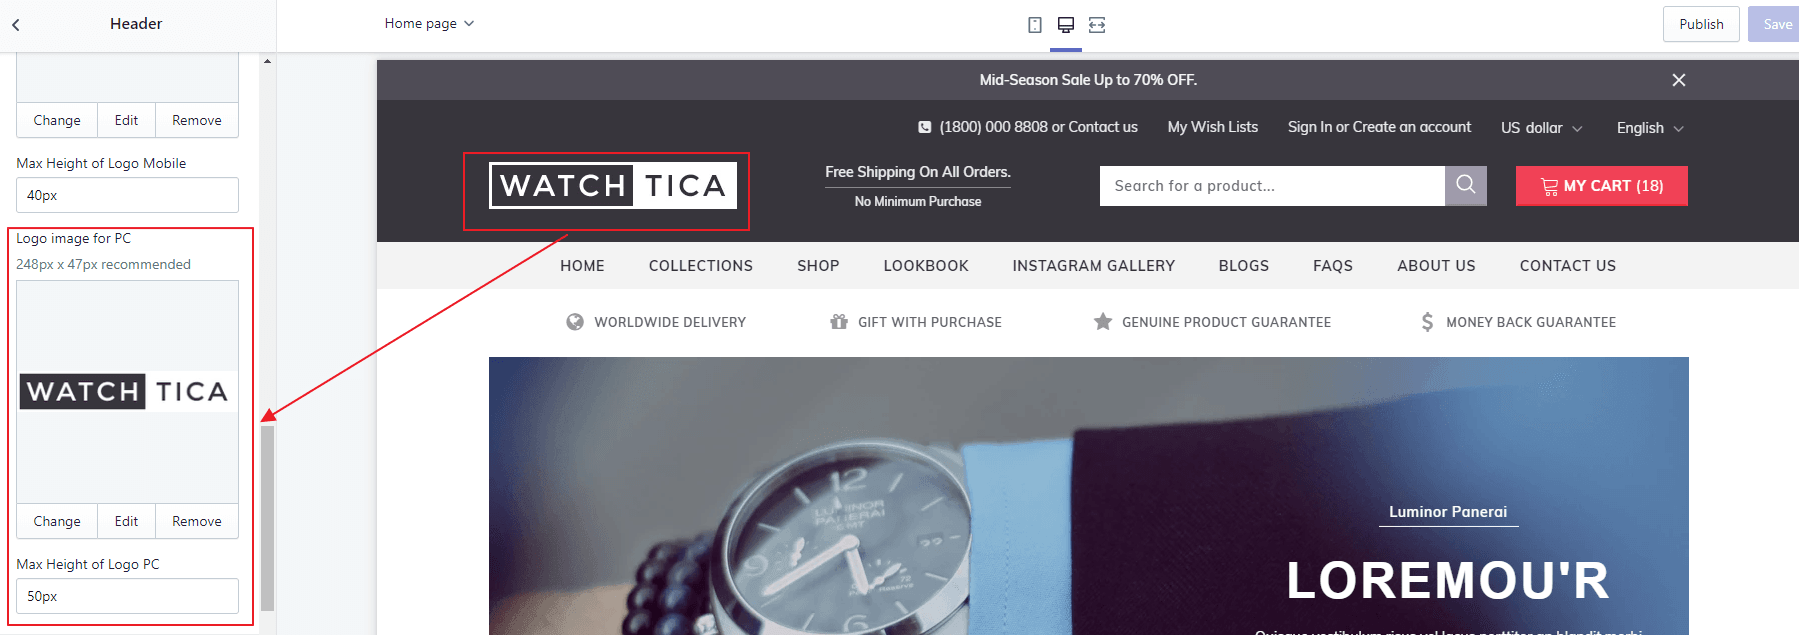 Header
Home page
Publish
Save
Change
Edit
Remove
Max Height of Logo Mobile
40px
Logo image for PC
248px x 47px recommended
WATCH TICA
Change
Edit
Remove
Max Height of Logo PC
50px
Mid-Season Sale Up to 70% OFF.
(1800) 000 8808 or Contact us
My Wish Lists
Sign In or Create an account
US dollar
English
WATCH TICA
Free Shipping On All Orders.
No Minimum Purchase
Search for a product...
MY CART (18)
HOME
COLLECTIONS
SHOP
LOOKBOOK
INSTAGRAM GALLERY
BLOGS
FAQS
ABOUT US
CONTACT US
WORLDWIDE DELIVERY
GIFT WITH PURCHASE
GENUINE PRODUCT GUARANTEE
MONEY BACK GUARANTEE
12
LUMINOR
PANERAI
GMT
Luminor Panerai
LOREMOU'R